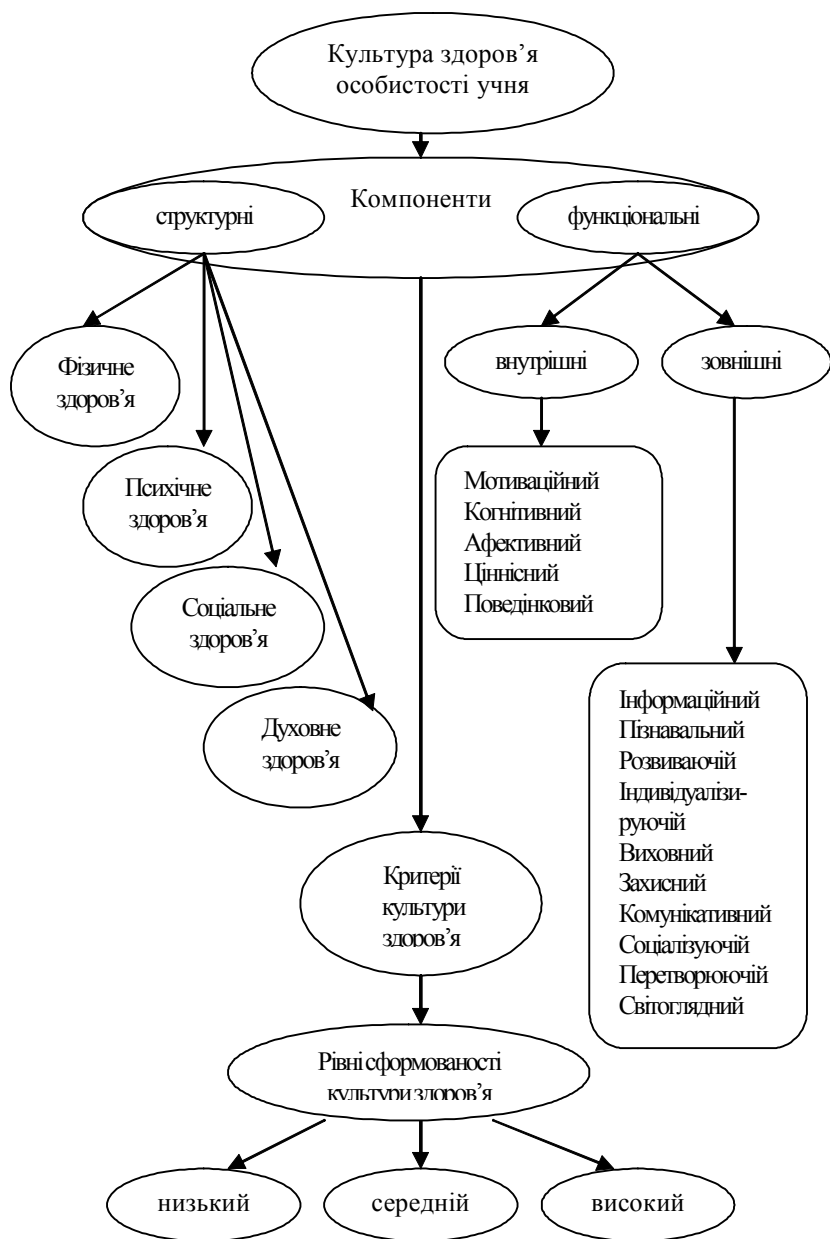 Культура здоров’я
особистості учня
Компоненти
структурні
функціональні
Фізичне
здоров’я
Психічне
здоров’я
Соціальне
здоров’я
Духовне
здоров’я
внутрішні
зовнішні
Мотиваційний
Когнітивний
Афективний
Ціннісний
Поведінковий
Інформаційний
Пізнавальний
Розвиваючій
Індивідуалізи-
руючій
Виховний
Захисний
Комунікативний
Соціалізуючій
Перетворюючій
Світоглядний
Критерії
культури
здоров’я
Рівні сформованості
культури здоров’я
низький
середній
високий